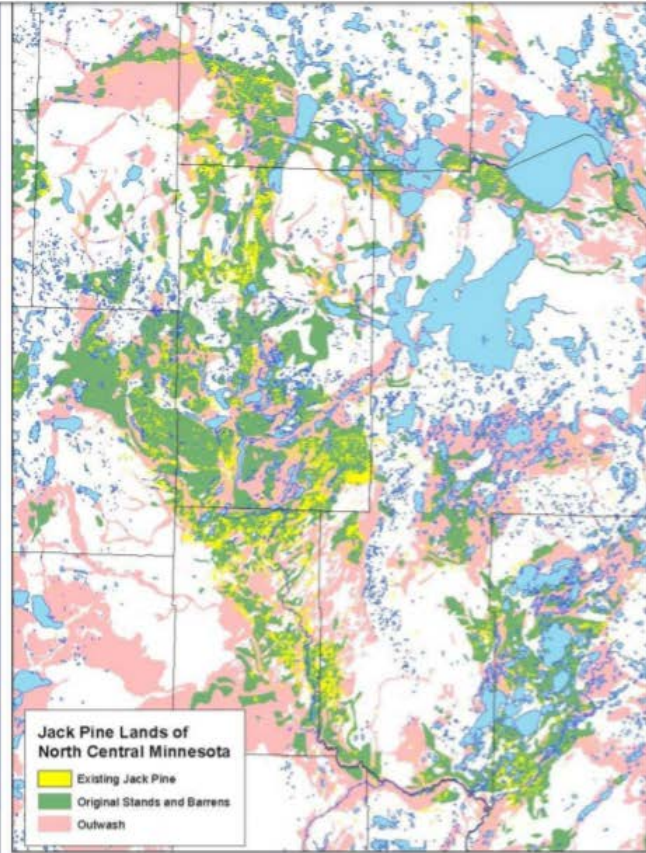 Jack Pine Lands of
North Central Minnesota
Existing Jack Pine
Original Stands and Barrens
Outwash